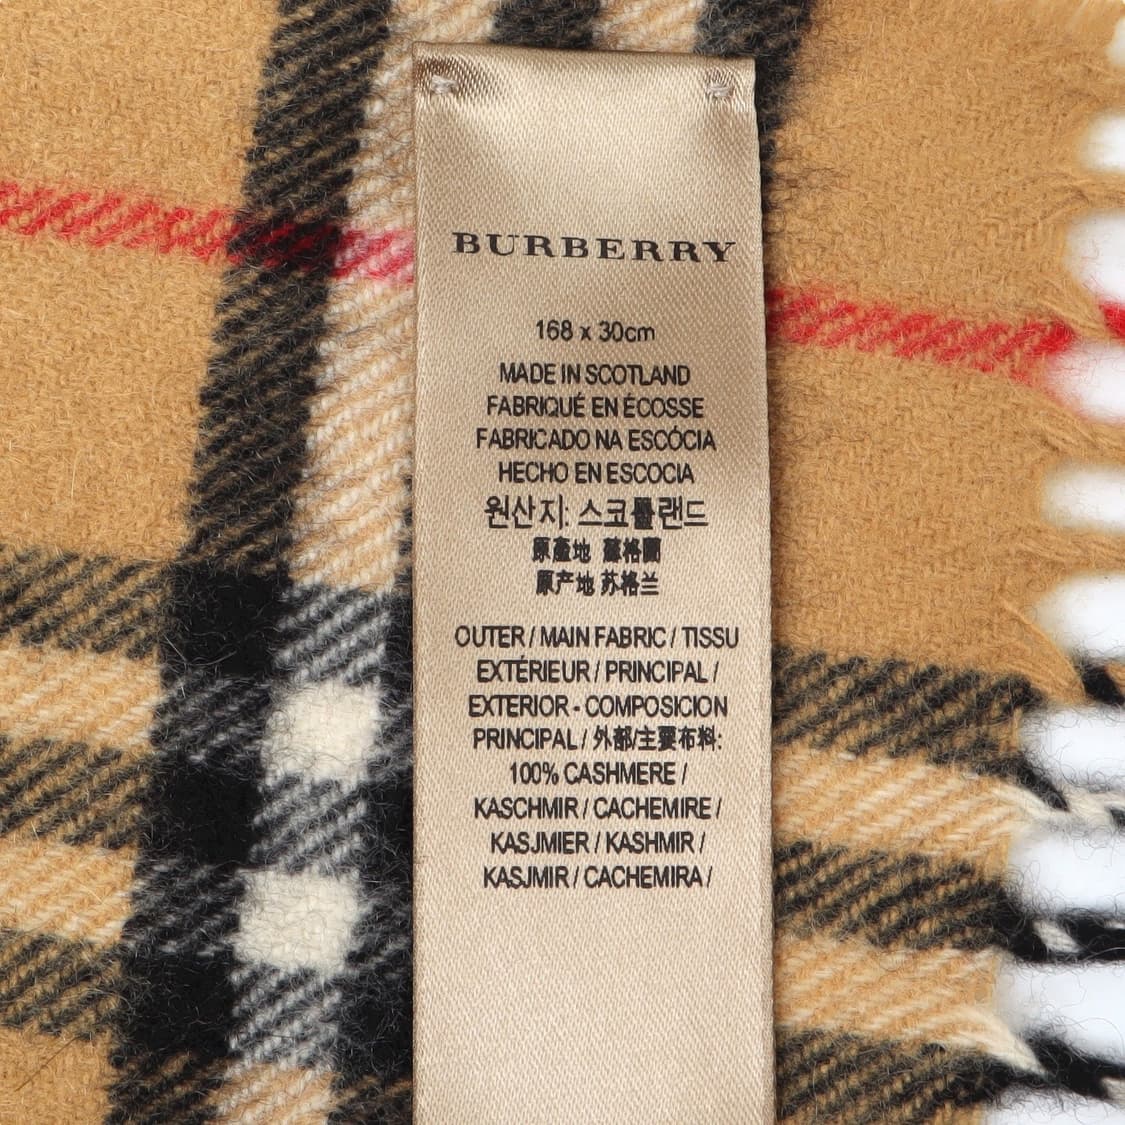 BURBERRY
168 x 30cm
MADE IN SCOTLAND
FABRIQUÉ EN ÉCOSSE
FABRICADO NA ESCÓCIA
HECHO EN ESCOCIA
원산지: 스코틀랜드
原產地 蘇格蘭
原产地 苏格兰
OUTER / MAIN FABRIC / TISSU
EXTÉRIEUR / PRINCIPAL /
EXTERIOR - COMPOSICION
PRINCIPAL / 外部/主要布料:
100% CASHMERE /
KASCHMIR / CACHEMIRE /
KASJMIER / KASHMIR /
KASJMIR / CACHEMIRA /